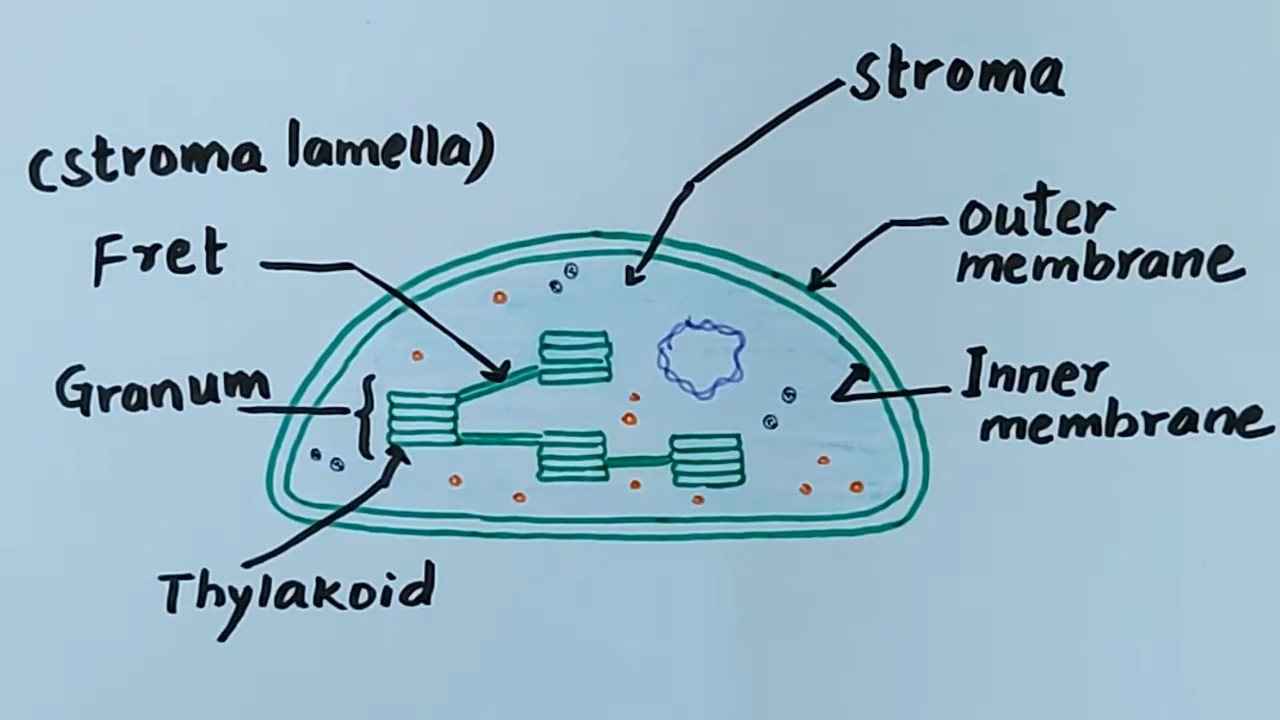 stroma
(stroma lamella)
outer
membrane
Fret
Inner
membrane
Granum
Thylakoid